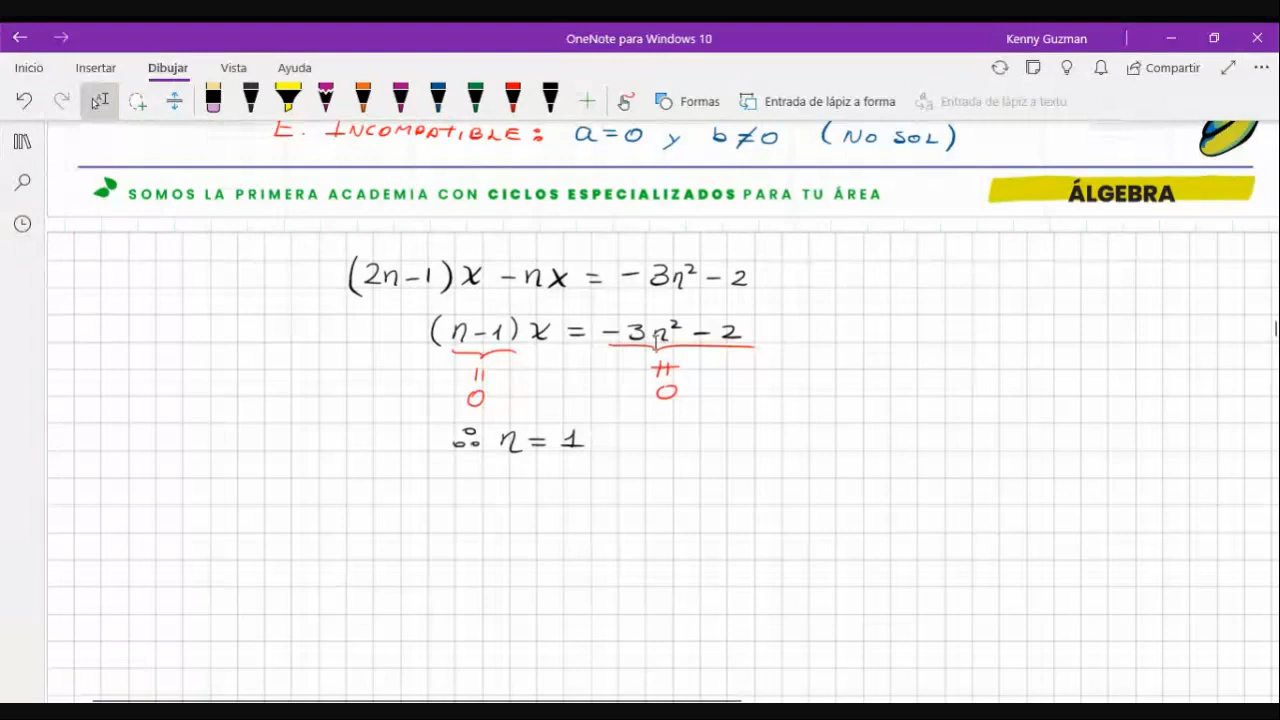 OneNote para Windows 10
Kenny Guzman
Inicio Insertar Dibujar Vista Ayuda
Compartir
Formas Entrada de lápiz a forma Entrada de lápiz a textu
E. INCOMPATIBLE: a=0 y b≠0 (NO SOL)
SOMOS LA PRIMERA ACADEMIA CON CICLOS ESPECIALIZADOS PARA TU ÁREA
ÁLGEBRA
(2n-1)x -nx = -3n² - 2
(n-1)x = -3n² - 2
= ≠
0 0
∴ n = 1